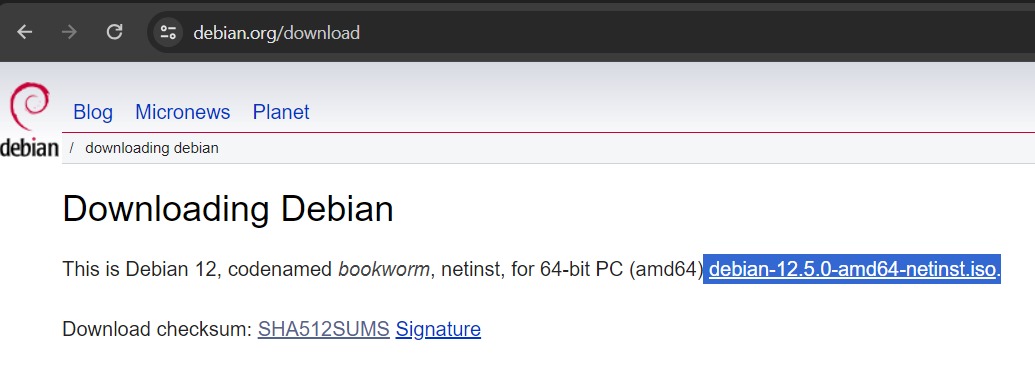 debian.org/download
Blog Micronews Planet
debian / downloading debian
Downloading Debian
This is Debian 12, codenamed bookworm, netinst, for 64-bit PC (amd64) debian-12.5.0-amd64-netinst.iso.
Download checksum: SHA512SUMS Signature